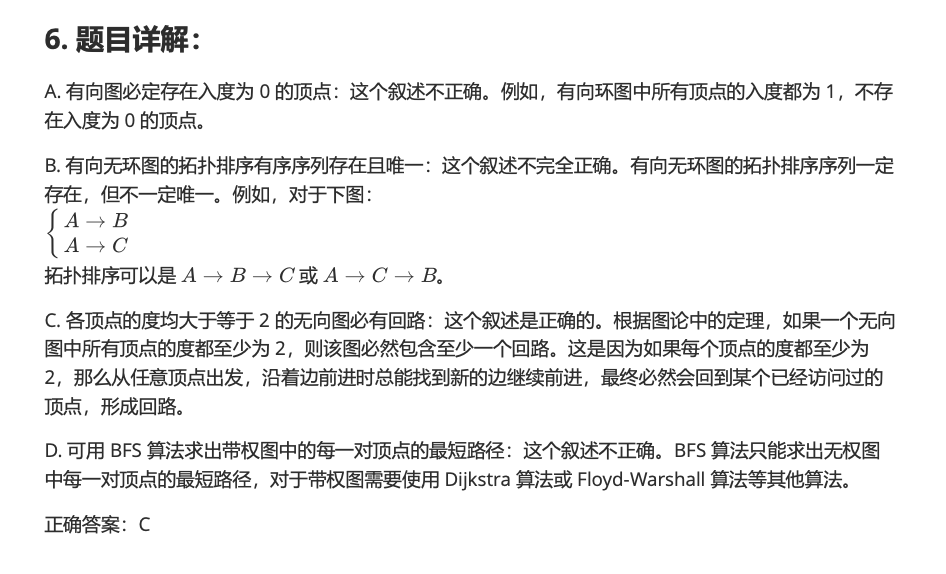 6. 题目详解：
A. 有向图必定存在入度为 0 的顶点：这个叙述不正确。例如，有向环图中所有顶点的入度都为 1，不存
在入度为 0 的顶点。
B. 有向无环图的拓扑排序有序序列存在且唯一：这个叙述不完全正确。有向无环图的拓扑排序序列一定
存在，但不一定唯一。例如，对于下图：
{ A → B
A → C
拓扑排序可以是 A → B → C 或 A → C → B。
C. 各顶点的度均大于等于 2 的无向图必有回路：这个叙述是正确的。根据图论中的定理，如果一个无向
图中所有顶点的度都至少为 2，则该图必然包含至少一个回路。这是因为如果每个顶点的度都至少为
2，那么从任意顶点出发，沿着边前进时总能找到新的边继续前进，最终必然会回到某个已经访问过的
顶点，形成回路。
D. 可用 BFS 算法求出带权图中的每一对顶点的最短路径：这个叙述不正确。BFS 算法只能求出无权图
中每一对顶点的最短路径，对于带权图需要使用 Dijkstra 算法或 Floyd-Warshall 算法等其他算法。
正确答案：C